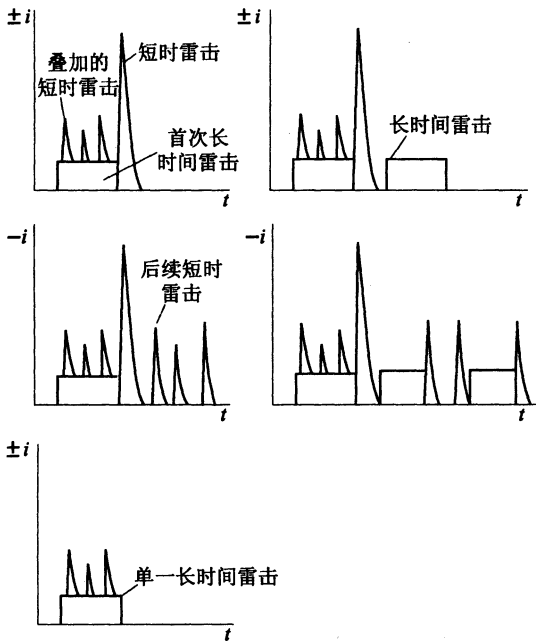 ±i
叠加的
短时雷击
短时雷击
首次长
时间雷击
t
±i
长时间雷击
t
−i
后续短时
雷击
t
−i
t
±i
单一长时间雷击
t